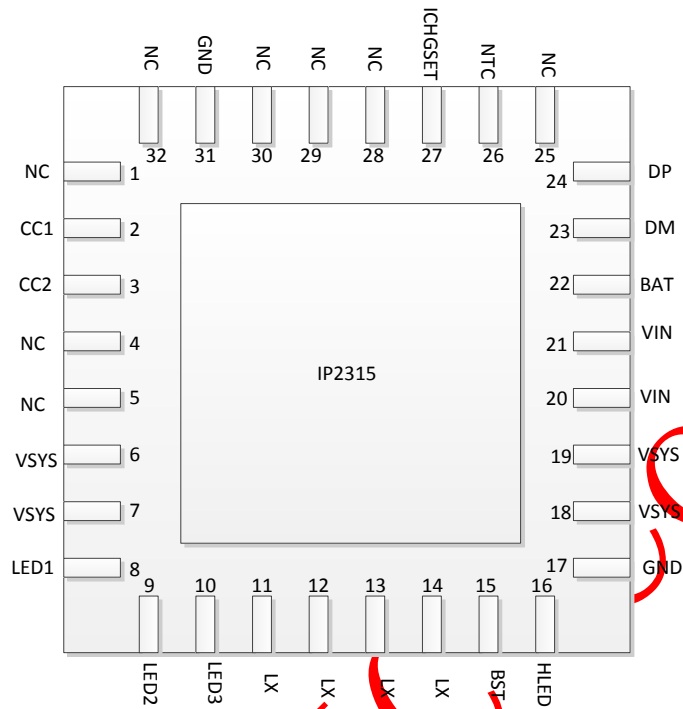 NC GND NC NC NC ICHGSET NTC NC
32 31 30 29 28 27 26 25
NC 1 24 DP
CC1 2 23 DM
CC2 3 22 BAT
NC 4 21 VIN
IP2315
NC 5 20 VIN
VSYS 6 19 VSYS
VSYS 7 18 VSYS
LED1 8 17 GND
9 10 11 12 13 14 15 16
LED2 LED3 LX LX LX LX BST HLED